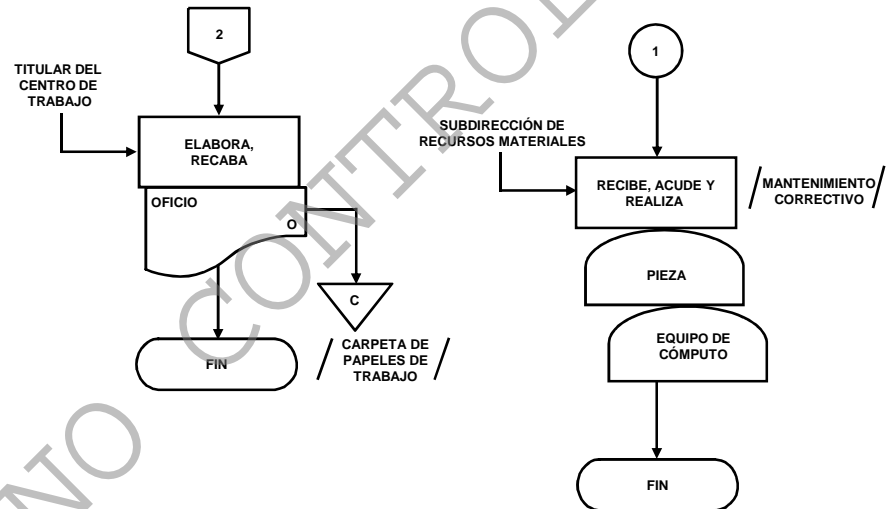 2
TITULAR DEL
CENTRO DE
TRABAJO
ELABORA,
RECABA
OFICIO
O
C
CARPETA DE
PAPELES DE
TRABAJO
FIN
1
SUBDIRECCIÓN DE
RECURSOS MATERIALES
RECIBE, ACUDE Y
REALIZA
MANTENIMIENTO
CORRECTIVO
PIEZA
EQUIPO DE
CÓMPUTO
FIN
NO CONTROL